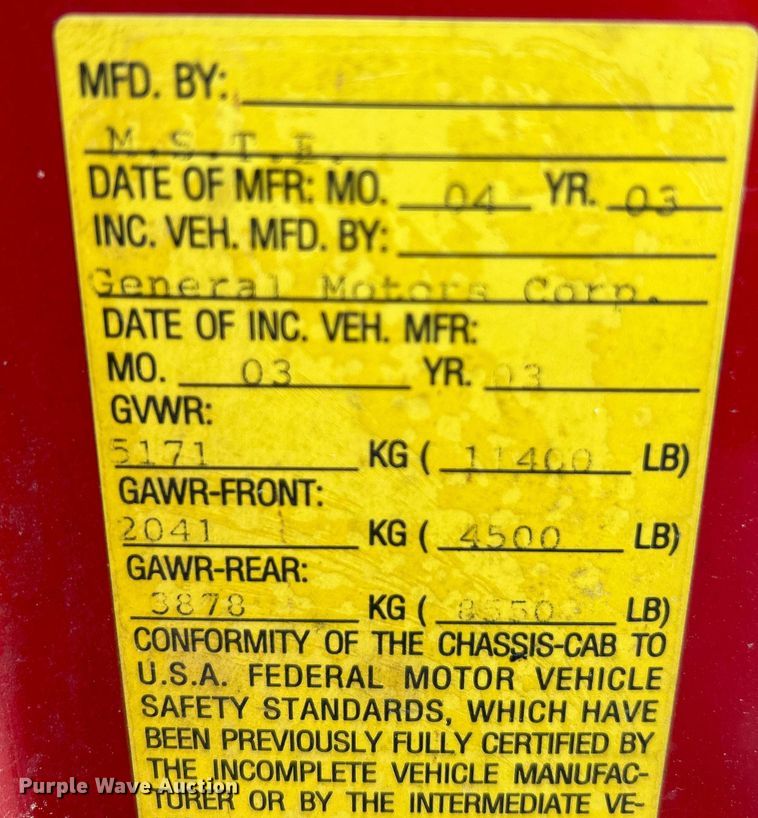 MFD. BY:
M.S.T.E.
DATE OF MFR: MO. 04 YR. 03
INC. VEH. MFD. BY:
General Motors Corp.
DATE OF INC. VEH. MFR:
MO. 03 YR. 03
GVWR:
5171 KG ( 11400 LB)
GAWR-FRONT:
2041 KG ( 4500 LB)
GAWR-REAR:
3878 KG ( 8550 LB)
CONFORMITY OF THE CHASSIS-CAB TO
U.S.A. FEDERAL MOTOR VEHICLE
SAFETY STANDARDS, WHICH HAVE
BEEN PREVIOUSLY FULLY CERTIFIED BY
THE INCOMPLETE VEHICLE MANUFAC-
TURER OR BY THE INTERMEDIATE VE-
Purple Wave Auction